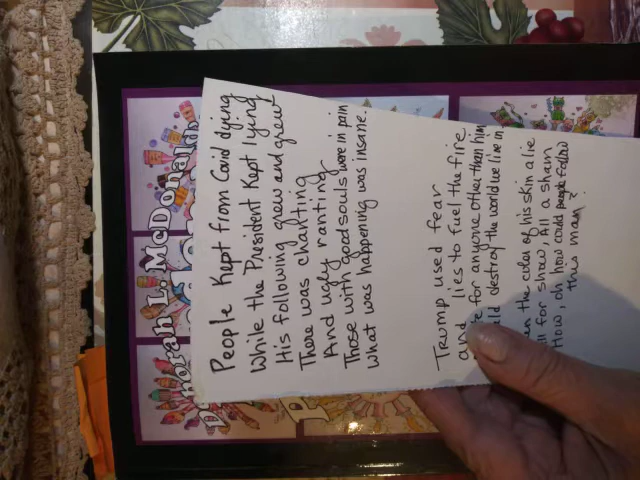 People Kept from Covid dying
While the President Kept lying
His following grew and grew
There was chanting
And ugly ranting
Those with good souls were in pain
what was happening was insane.
Trump used fear
and lies to fuel the fire
for anyone other than him
destroy the world we live in
the color of his skin a lie
for show, All a sham
How, oh how could people follow
this man?
Deborah L. McDonald